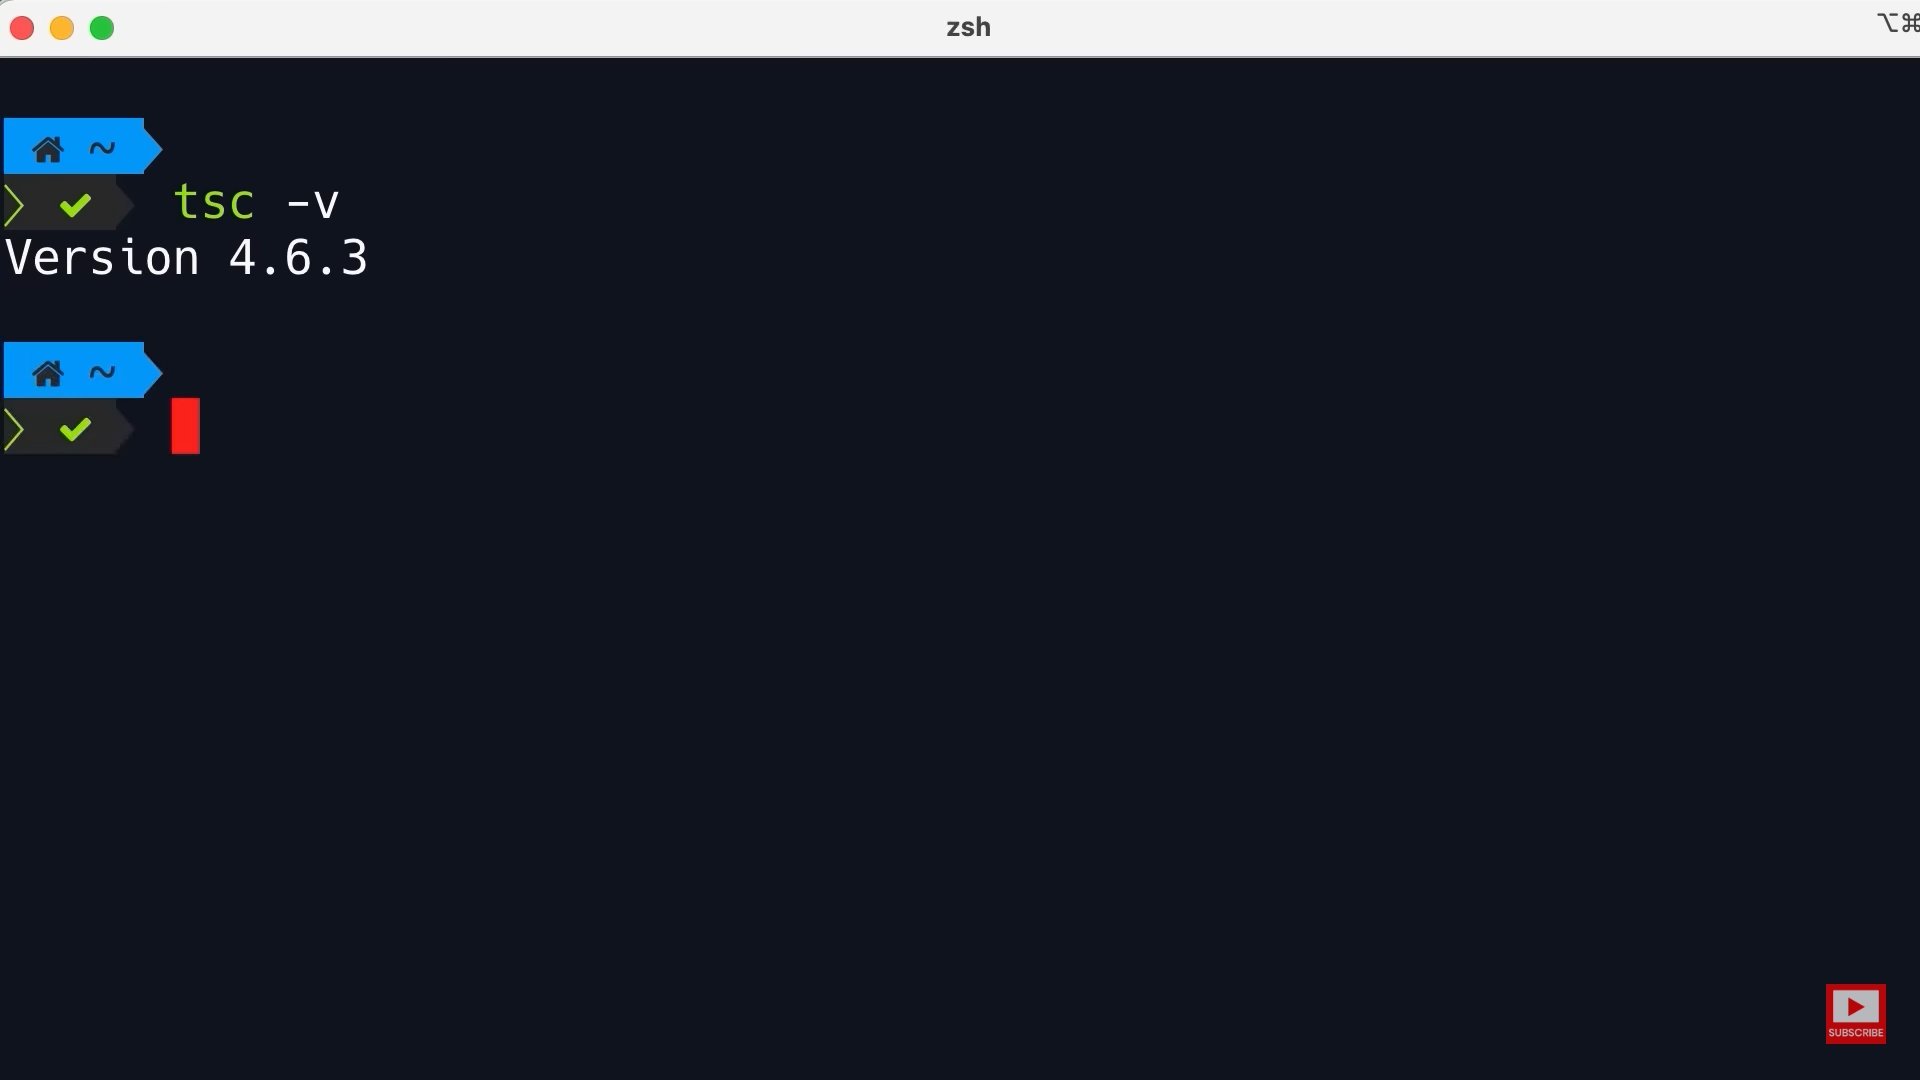 zsh
⌥⌘
~
tsc -v
Version 4.6.3
~
SUBSCRIBE